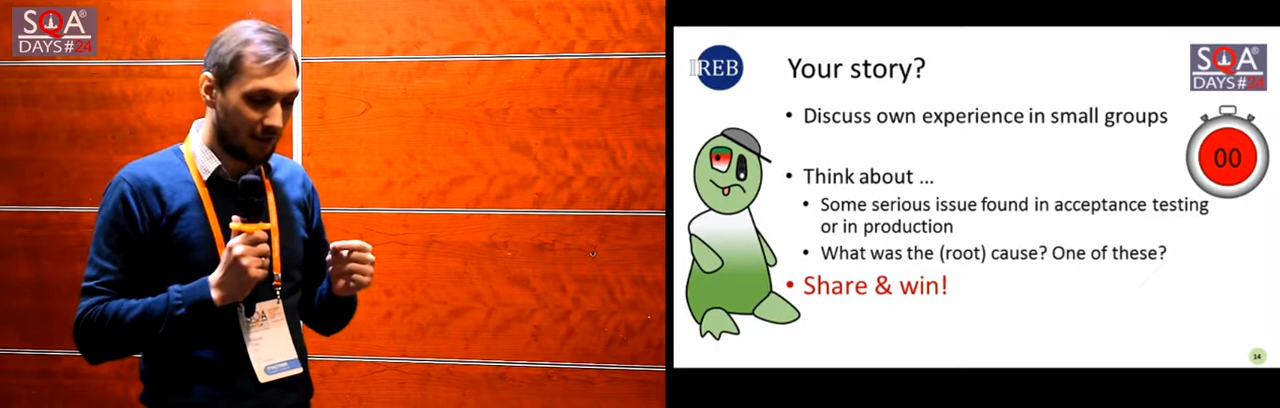 SQA®
DAYS#24
SQA
IREB
Your story?
SQA®
DAYS#24
• Discuss own experience in small groups
00
• Think about ...
• Some serious issue found in acceptance testing
or in production
• What was the (root) cause? One of these?
• Share & win!
14